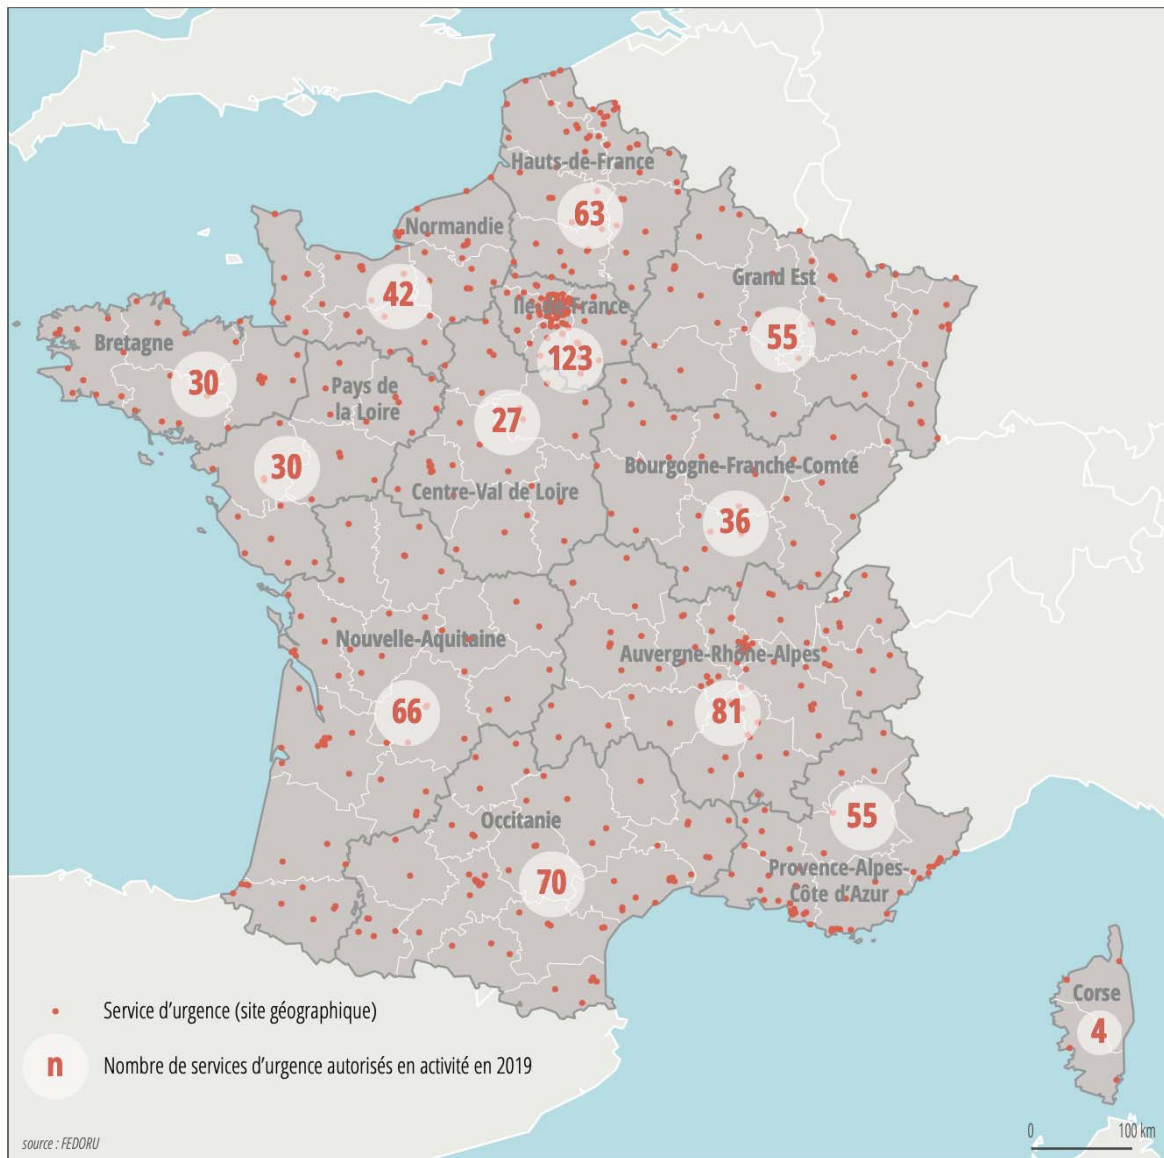 Hauts-de-France
63
Normandie
42
Île-de-France
123
Grand Est
55
Bretagne
30
Pays de
la Loire
30
27
Centre-Val de Loire
Bourgogne-Franche-Comté
36
Nouvelle-Aquitaine
66
Auvergne-Rhône-Alpes
81
Occitanie
70
55
Provence-Alpes-
Côte d'Azur
Corse
4
Service d'urgence (site géographique)
n Nombre de services d'urgence autorisés en activité en 2019
source : FEDORU
0 100 km